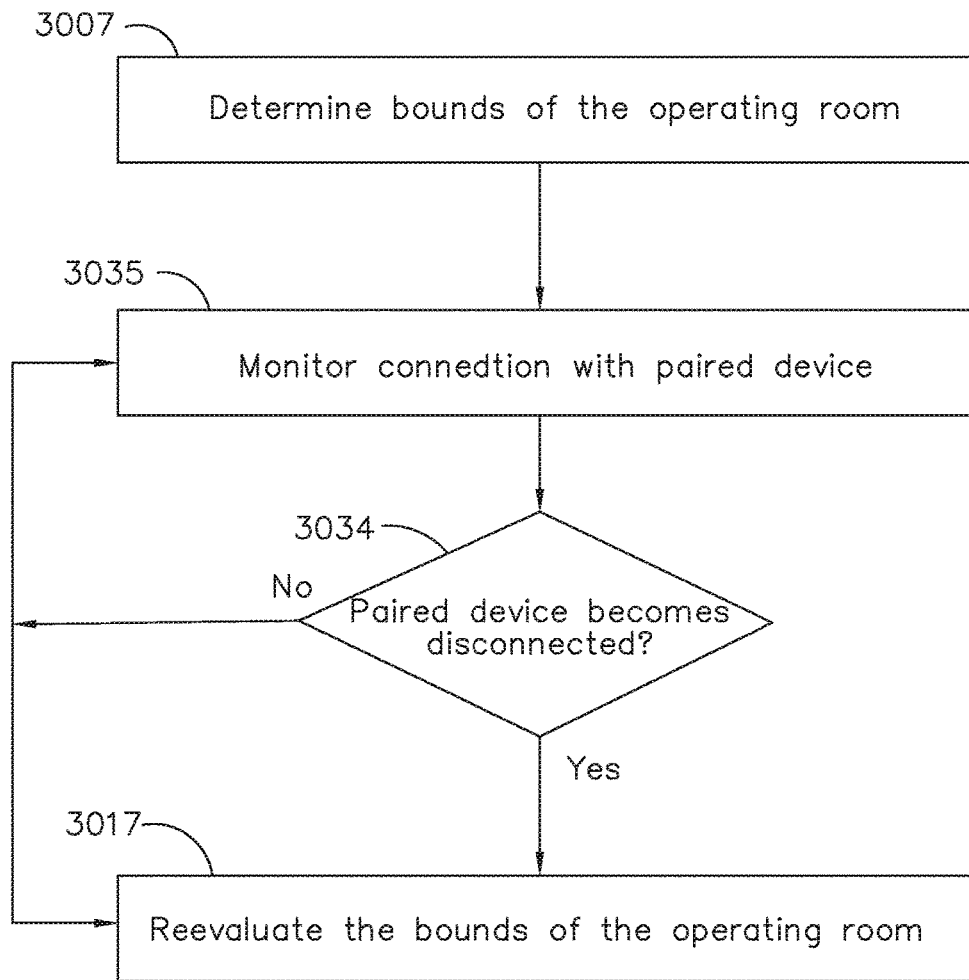 3007
Determine bounds of the operating room
3035
Monitor connedtion with paired device
3034
No
Paired device becomes
disconnected?
Yes
3017
Reevaluate the bounds of the operating room